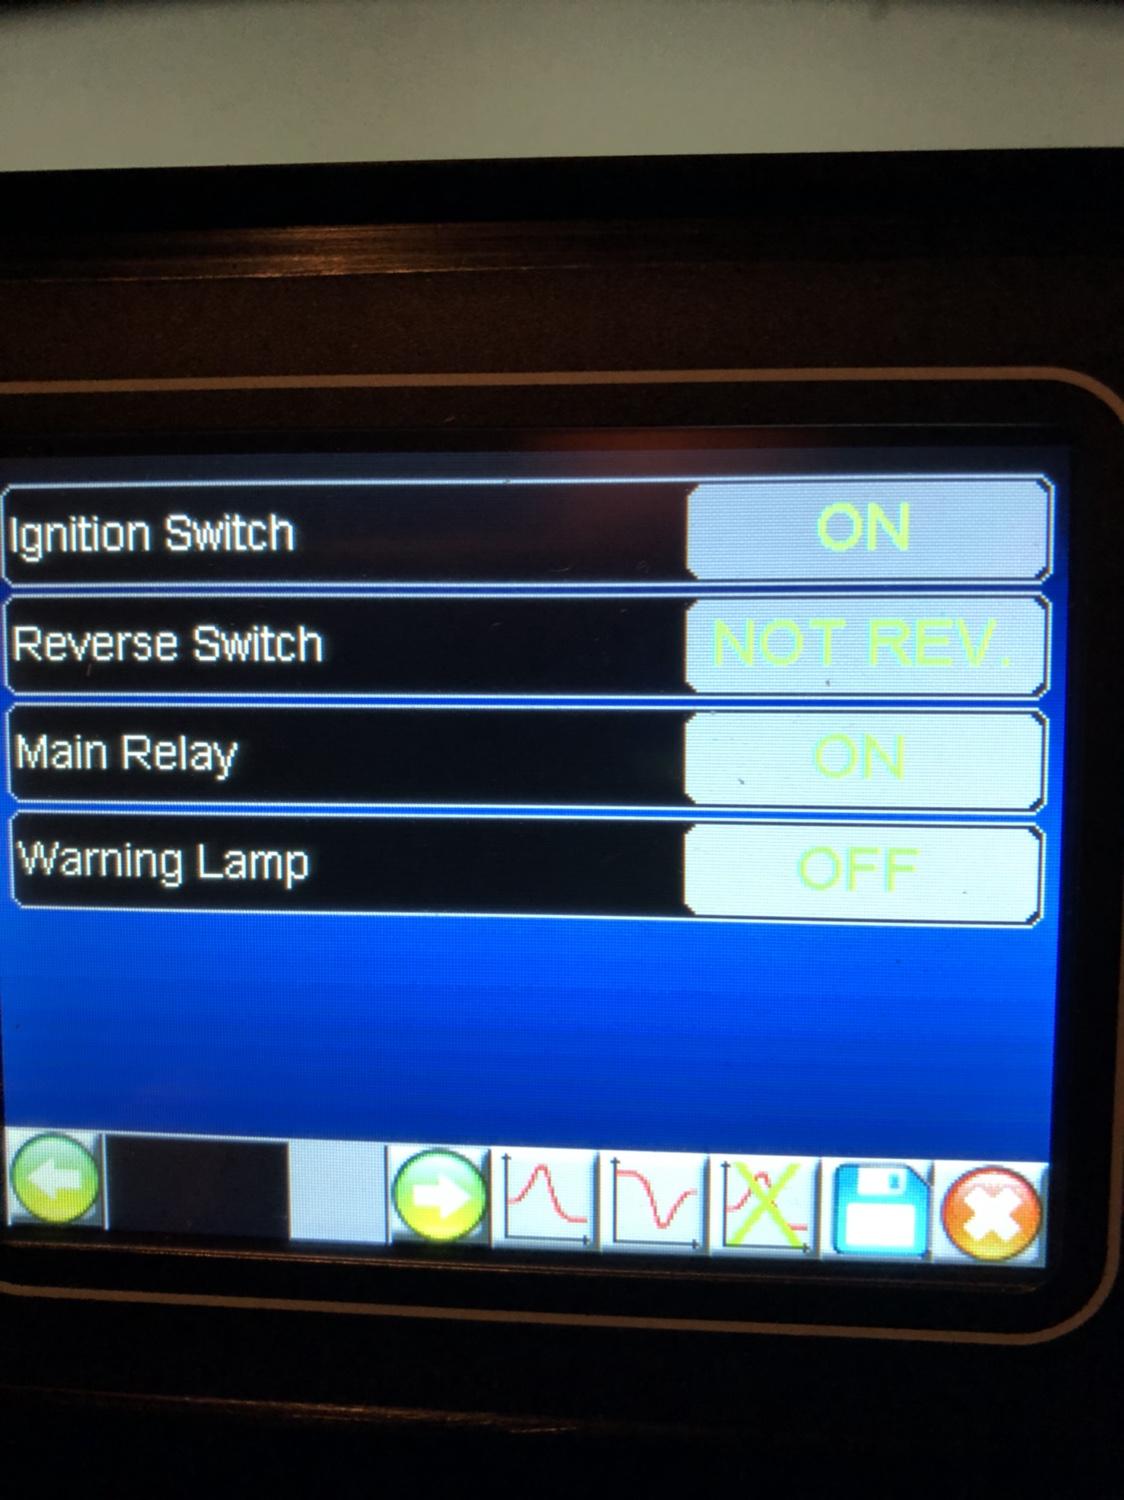 Ignition Switch ON
Reverse Switch NOT REV.
Main Relay ON
Warning Lamp OFF